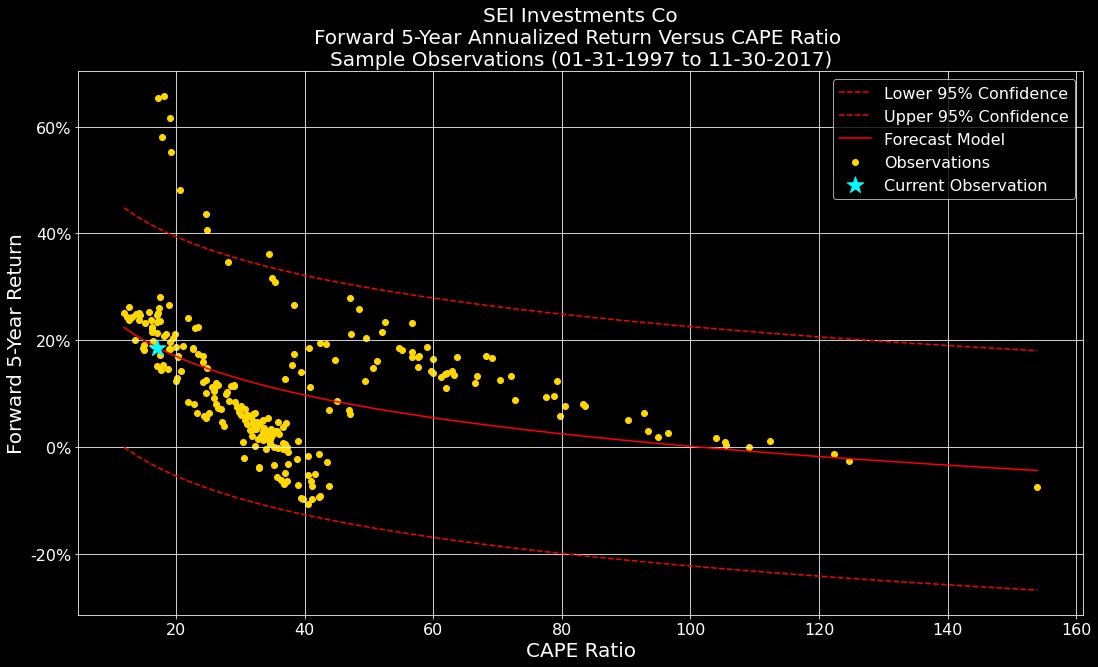 SEI Investments Co
Forward 5-Year Annualized Return Versus CAPE Ratio
Sample Observations (01-31-1997 to 11-30-2017)
Lower 95% Confidence
Upper 95% Confidence
Forecast Model
Observations
Current Observation
Forward 5-Year Return
60%
40%
20%
0%
-20%
20 40 60 80 100 120 140 160
CAPE Ratio